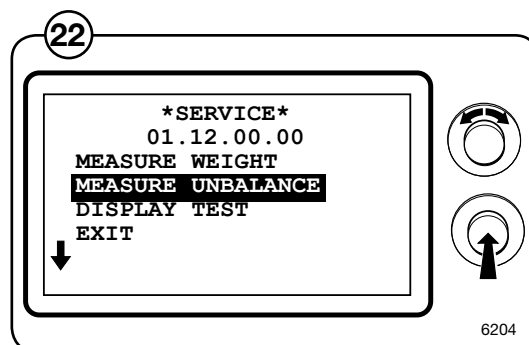 22
*SERVICE*
01.12.00.00
MEASURE WEIGHT
MEASURE UNBALANCE
DISPLAY TEST
EXIT
6204